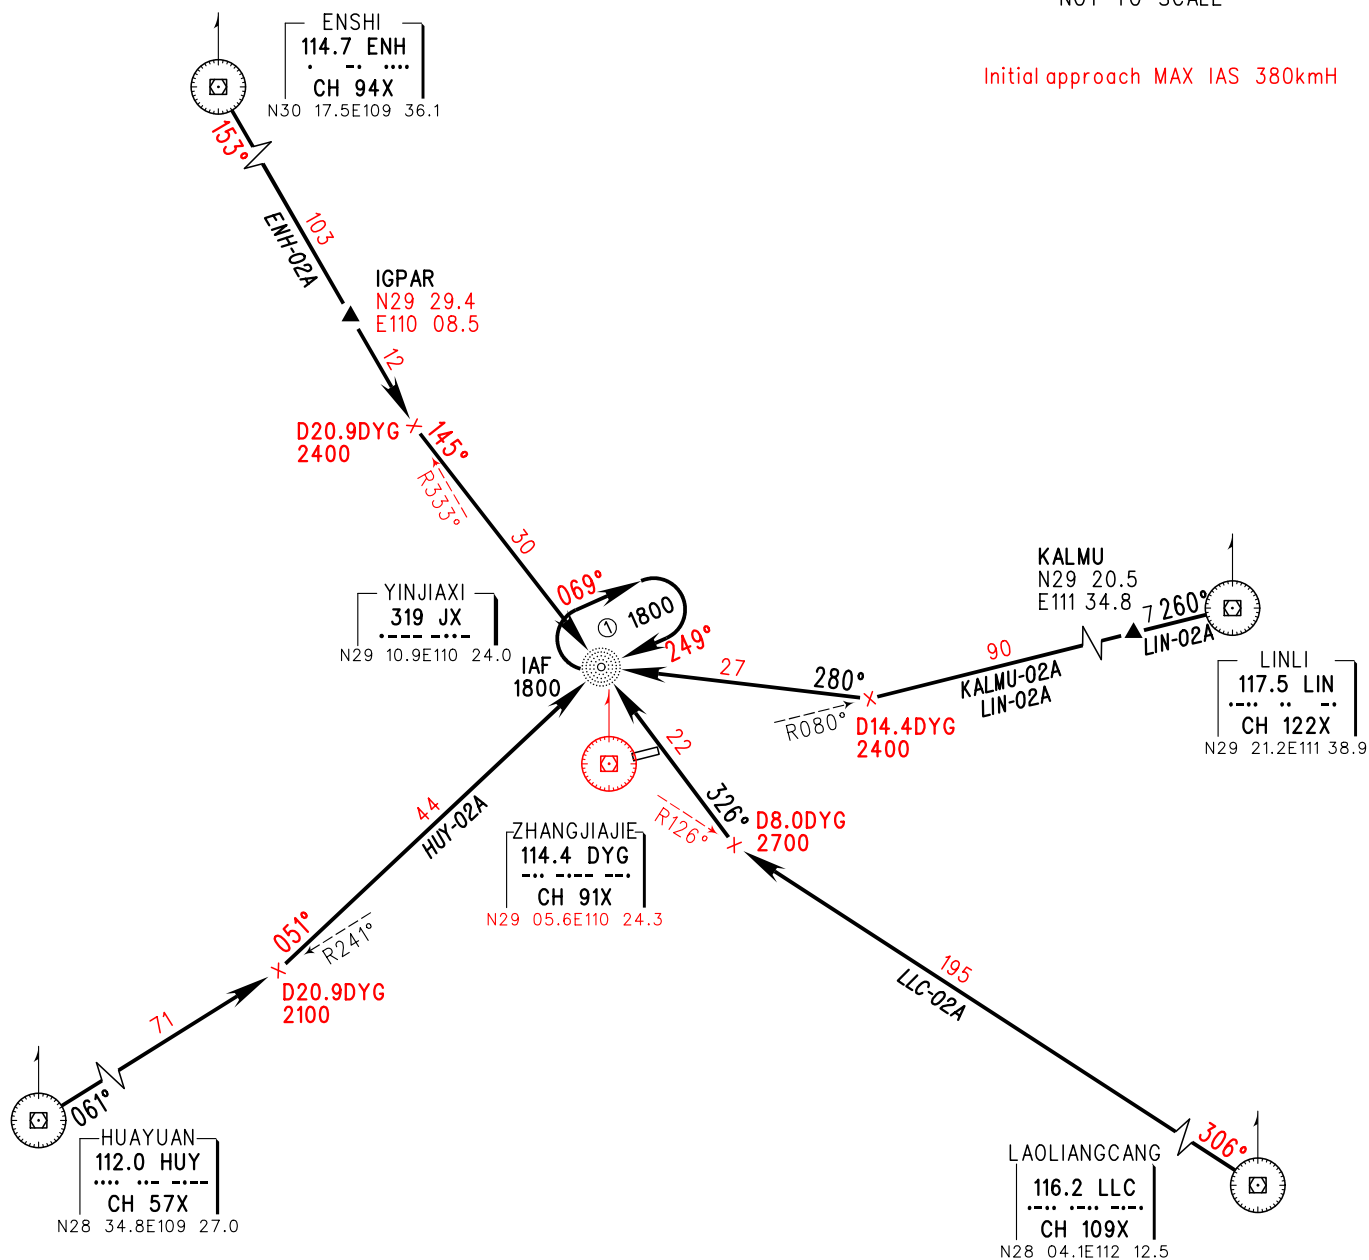 NOT TO SCALE
Initial approach MAX IAS 380kmH
ENSHI
114.7 ENH
CH 94X
N30 17.5E109 36.1
153°
103
ENH-02A
IGPAR
N29 29.4
E110 08.5
12
D20.9DYG
2400
145°
R333°
30
YINJIAXI
319 JX
N29 10.9E110 24.0
069°
1 1800
249°
IAF
1800
KALMU
N29 20.5
E111 34.8
7 260°
LIN-02A
90
KALMU-02A
LIN-02A
LINLI
117.5 LIN
CH 122X
N29 21.2E111 38.9
27
280°
R080°
D14.4DYG
2400
22
326°
R126°
D8.0DYG
2700
ZHANGJIAJIE
114.4 DYG
CH 91X
N29 05.6E110 24.3
44
HUY-02A
051°
R241°
D20.9DYG
2100
71
061°
HUAYUAN
112.0 HUY
CH 57X
N28 34.8E109 27.0
195
LLC-02A
306°
LAOLIANGCANG
116.2 LLC
CH 109X
N28 04.1E112 12.5